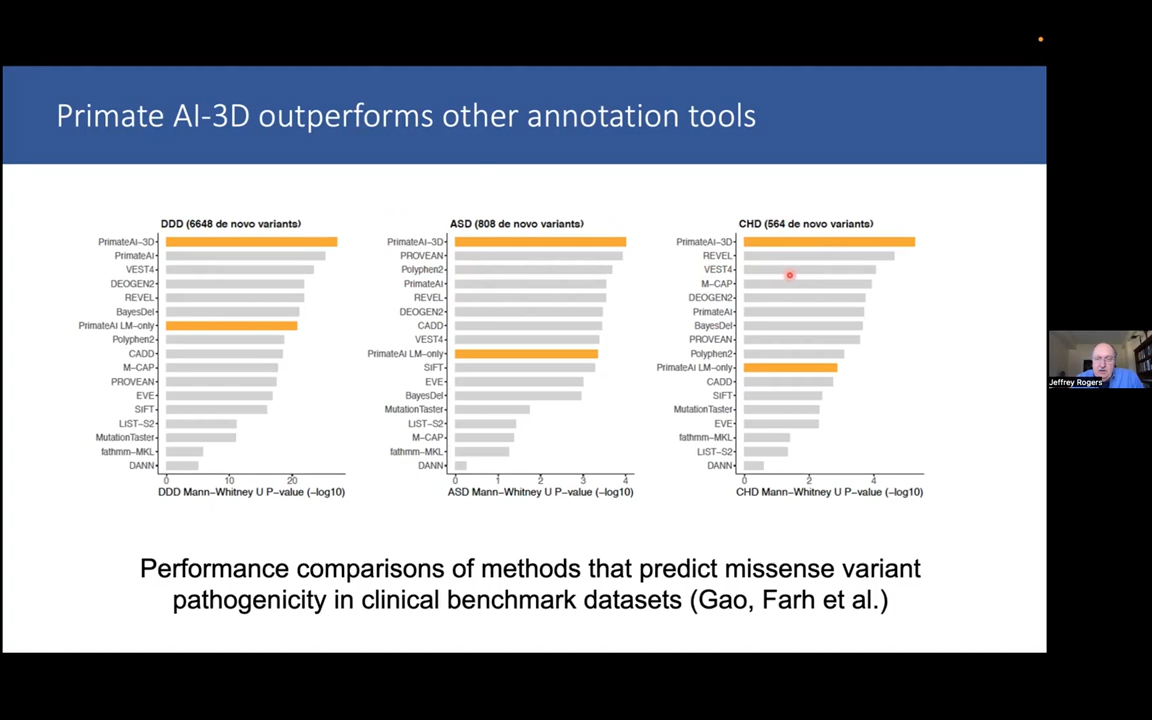 Primate AI-3D outperforms other annotation tools
DDD (6648 de novo variants)
PrimateAI-3D
PrimateAI
VEST4
DEOGEN2
REVEL
BayesDel
PrimateAI LM-only
Polyphen2
CADD
M-CAP
PROVEAN
EVE
SIFT
LIST-S2
MutationTaster
fathmm-MKL
DANN
0 10 20
DDD Mann-Whitney U P-value (-log10)
ASD (808 de novo variants)
PrimateAI-3D
PROVEAN
Polyphen2
PrimateAI
REVEL
DEOGEN2
CADD
VEST4
PrimateAI LM-only
SIFT
EVE
BayesDel
MutationTaster
LIST-S2
M-CAP
fathmm-MKL
DANN
0 1 2 3 4
ASD Mann-Whitney U P-value (-log10)
CHD (564 de novo variants)
PrimateAI-3D
REVEL
VEST4
M-CAP
DEOGEN2
PrimateAI
BayesDel
PROVEAN
Polyphen2
PrimateAI LM-only
CADD
SIFT
MutationTaster
EVE
fathmm-MKL
LIST-S2
DANN
0 2 4
CHD Mann-Whitney U P-value (-log10)
Performance comparisons of methods that predict missense variant
pathogenicity in clinical benchmark datasets (Gao, Farh et al.)
Jeffrey Rogers